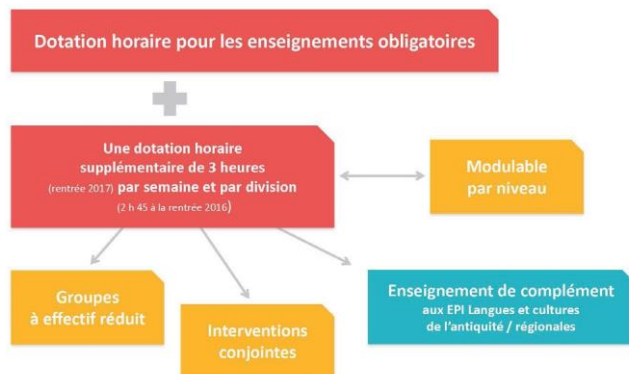 Dotation horaire pour les enseignements obligatoires
Une dotation horaire
supplémentaire de 3 heures
(rentrée 2017) par semaine et par division
(2 h 45 à la rentrée 2016)
Modulable
par niveau
Groupes
à effectif réduit
Interventions
conjointes
Enseignement de complément
aux EPI Langues et cultures
de l'antiquité / régionales